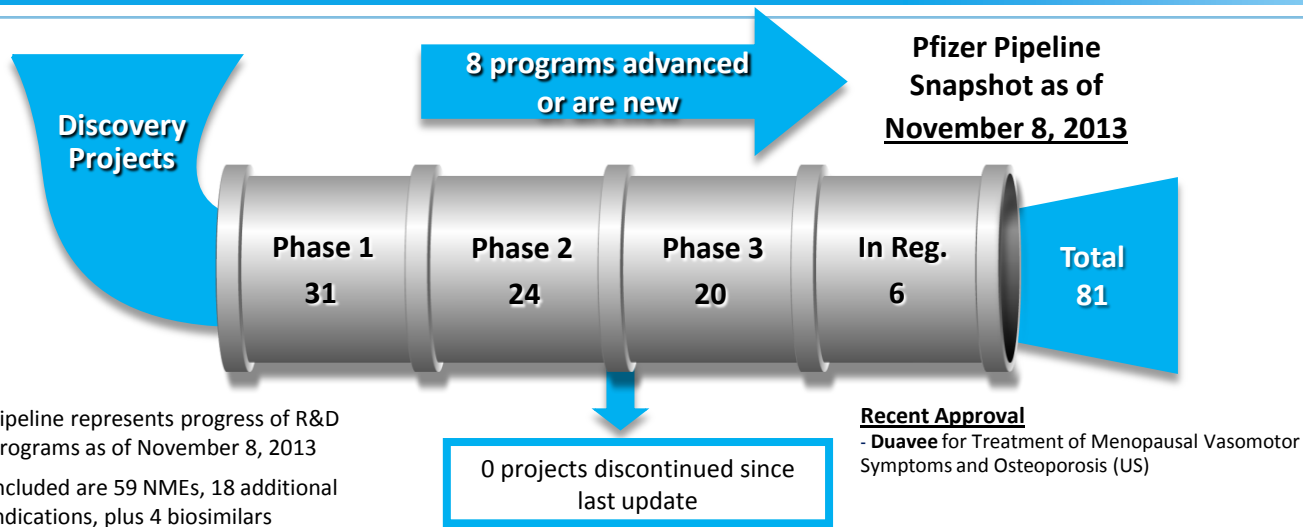 Discovery
Projects
8 programs advanced
or are new
Pfizer Pipeline
Snapshot as of
November 8, 2013
Phase 1
31
Phase 2
24
Phase 3
20
In Reg.
6
Total
81
ipeline represents progress of R&D
rograms as of November 8, 2013
ncluded are 59 NMEs, 18 additional
ndications, plus 4 biosimilars
0 projects discontinued since
last update
Recent Approval
- Duavee for Treatment of Menopausal Vasomotor
Symptoms and Osteoporosis (US)